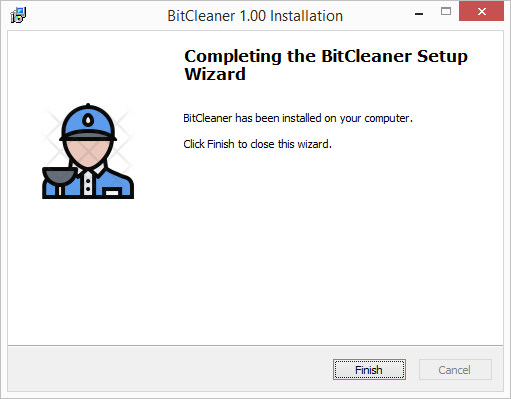 BitCleaner 1.00 Installation
Completing the BitCleaner Setup
Wizard
BitCleaner has been installed on your computer.
Click Finish to close this wizard.
Finish
Cancel